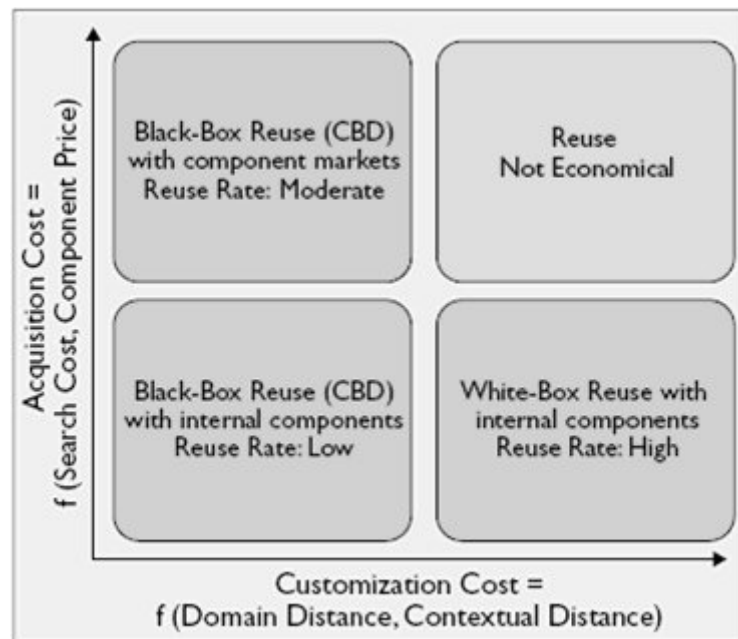 Acquisition Cost =
f (Search Cost, Component Price)
Black-Box Reuse (CBD)
with component markets
Reuse Rate: Moderate
Reuse
Not Economical
Black-Box Reuse (CBD)
with internal components
Reuse Rate: Low
White-Box Reuse with
internal components
Reuse Rate: High
Customization Cost =
f (Domain Distance, Contextual Distance)